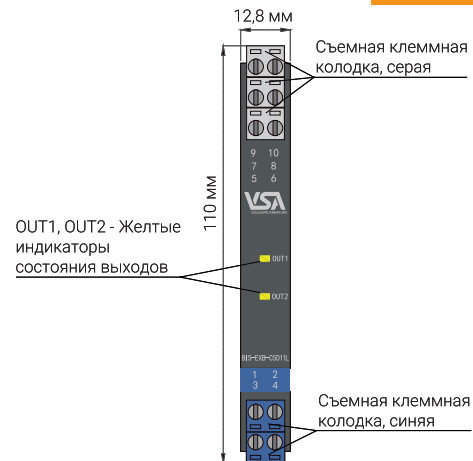 12,8 мм
Съемная клеммная
колодка, серая
110 мм
9 10
7 8
5 6
VSA
OUT1, OUT2 - Желтые
индикаторы
состояния выходов
OUT1
OUT2
BIS-EXB-CSD11L
1 2
3 4
Съемная клеммная
колодка, синяя